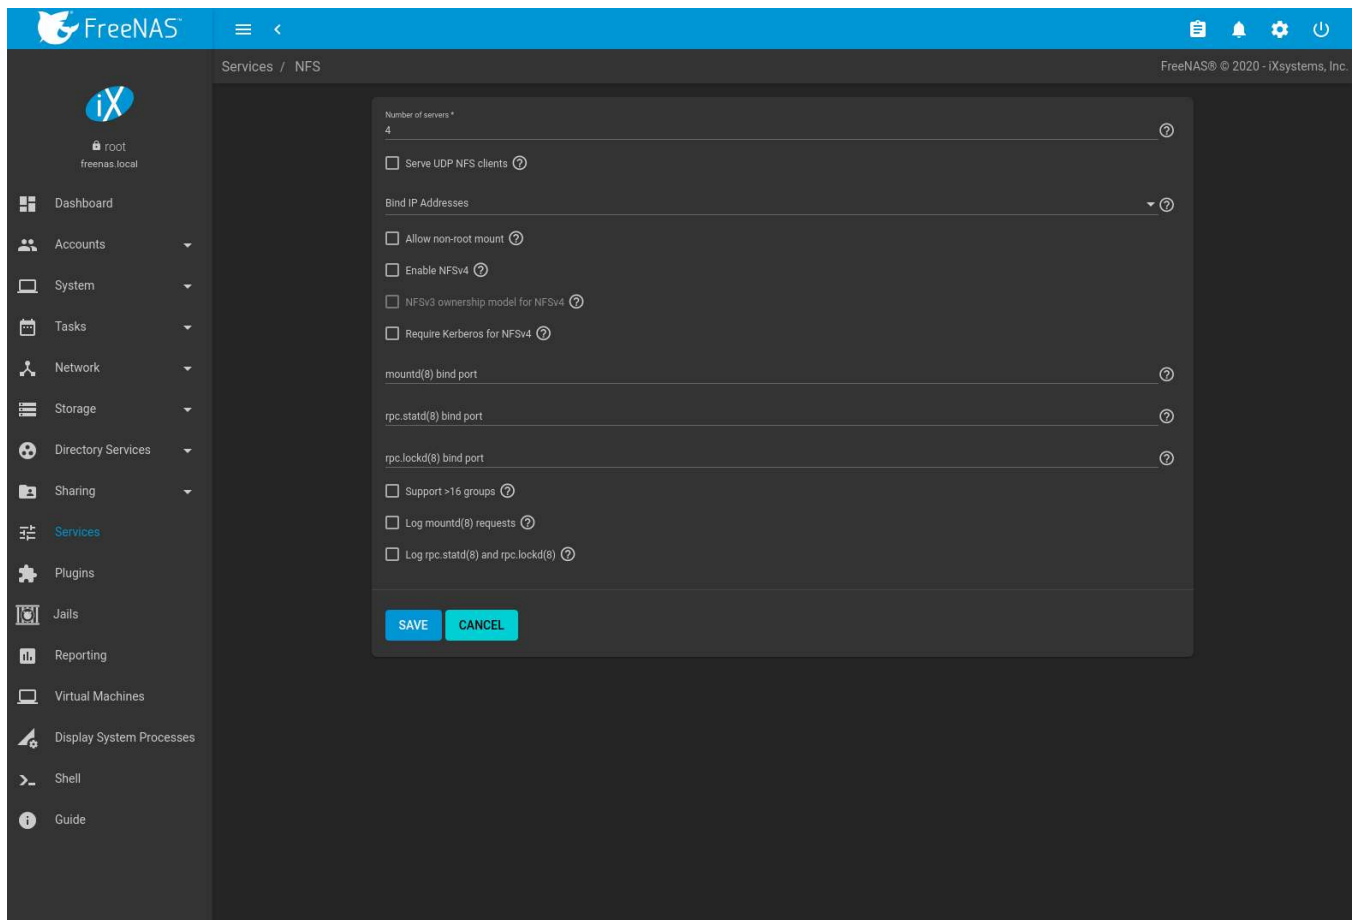 FreeNAS®
Services / NFS
FreeNAS® © 2020 - iXsystems, Inc.
iX
root
freenas.local
Dashboard
Accounts
System
Tasks
Network
Storage
Directory Services
Sharing
Services
Plugins
Jails
Reporting
Virtual Machines
Display System Processes
Shell
Guide
Number of servers *
4
Serve UDP NFS clients
Bind IP Addresses
Allow non-root mount
Enable NFSv4
NFSv3 ownership model for NFSv4
Require Kerberos for NFSv4
mountd(8) bind port
rpc.statd(8) bind port
rpc.lockd(8) bind port
Support >16 groups
Log mountd(8) requests
Log rpc.statd(8) and rpc.lockd(8)
SAVE CANCEL